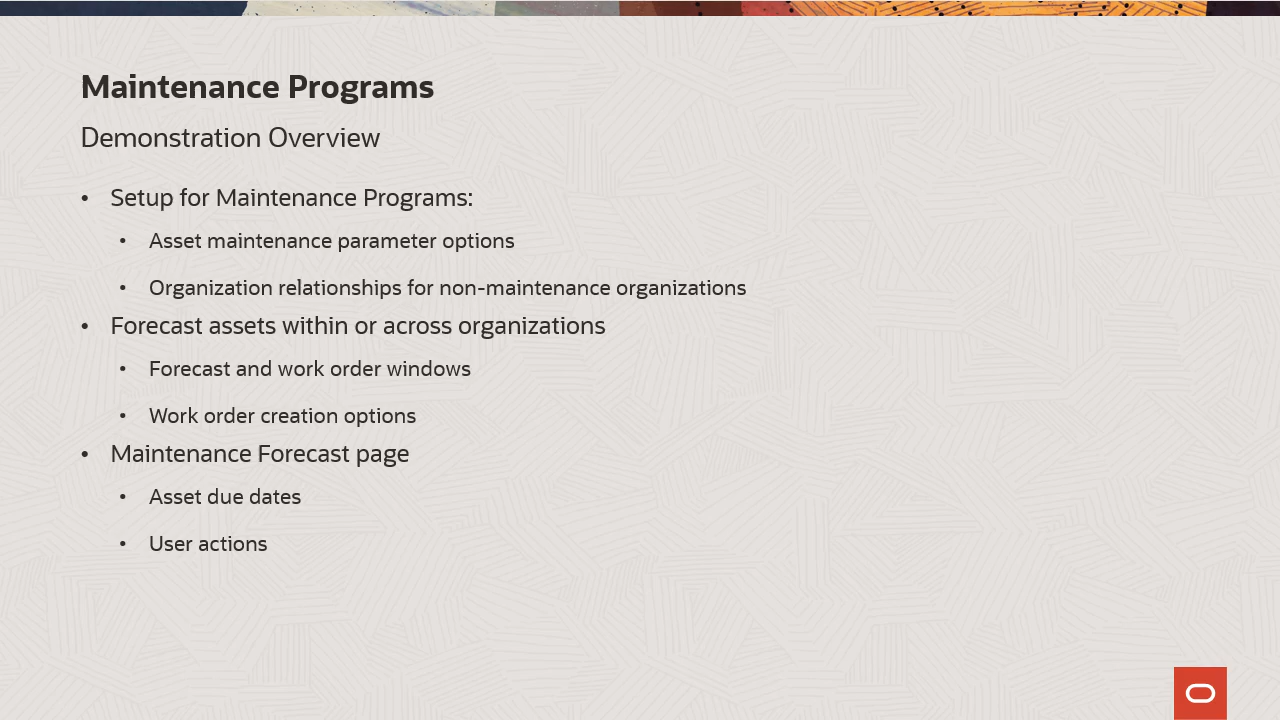 Maintenance Programs
Demonstration Overview
• Setup for Maintenance Programs:
• Asset maintenance parameter options
• Organization relationships for non-maintenance organizations
• Forecast assets within or across organizations
• Forecast and work order windows
• Work order creation options
• Maintenance Forecast page
• Asset due dates
• User actions